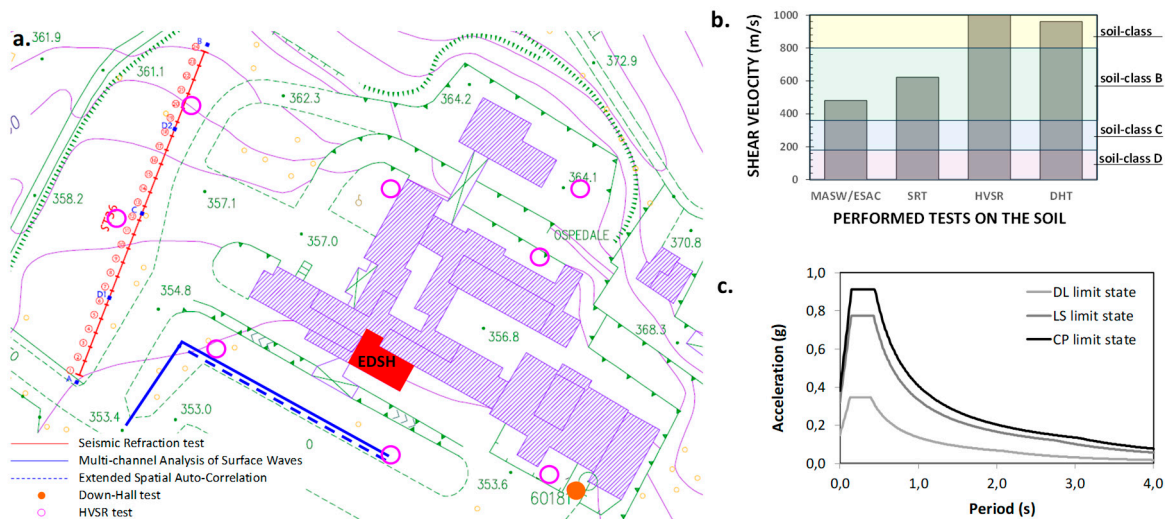 a.
361.9
361.1
B
362.3
364.2
372.9
D2
358.2
357.1
364.1
ST36
C
357.0
OSPEDALE
370.8
D1
354.8
356.8
368.3
EDSH
A
353.4
353.0
0
353.6
60181
Seismic Refraction test
Multi-channel Analysis of Surface Waves
Extended Spatial Auto-Correlation
Down-Hall test
HVSR test
b.
SHEAR VELOCITY (m/s)
1000
800
600
400
200
0
soil-class
soil-class B
soil-class C
soil-class D
MASW/ESAC SRT HVSR DHT
PERFORMED TESTS ON THE SOIL
c.
Acceleration (g)
1,0
0,8
0,6
0,4
0,2
0,0
DL limit state
LS limit state
CP limit state
0,0 1,0 2,0 3,0 4,0
Period (s)